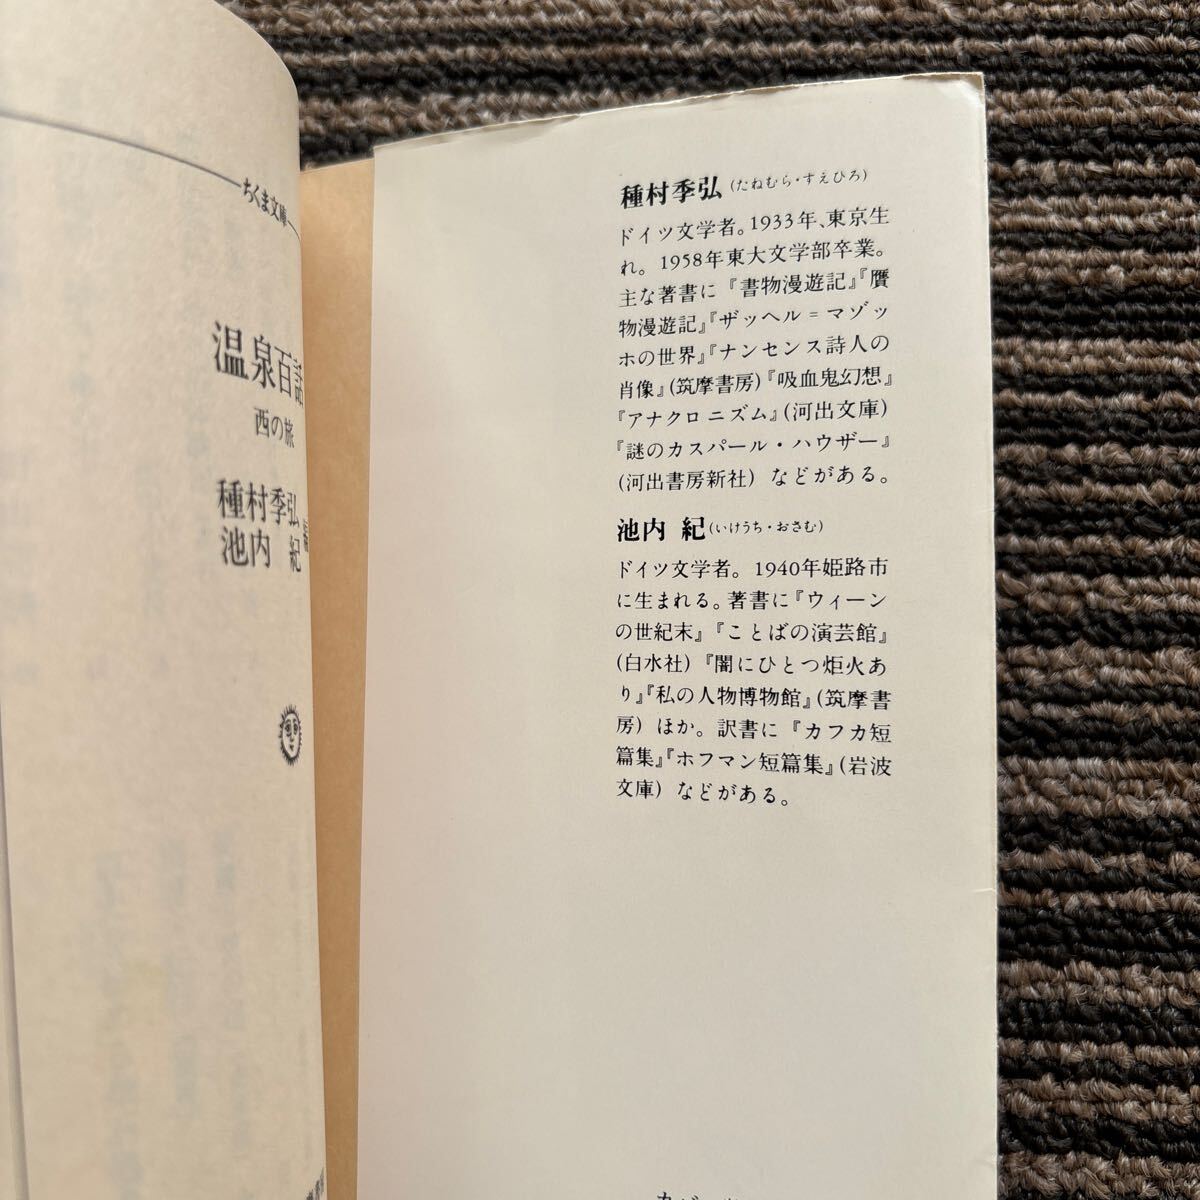 ちくま文庫
温泉百話
西の旅
種村季弘
池内 紀
編
種村季弘(たねむら・すえひろ)
ドイツ文学者。1933年、東京生
れ。1958年東大文学部卒業。
主な著書に『書物漫遊記』『贋
物漫遊記』『ザッヘル=マゾッ
ホの世界』『ナンセンス詩人の
肖像』(筑摩書房)『吸血鬼幻想』
『アナクロニズム』(河出文庫)
『謎のカスパール・ハウザー』
(河出書房新社) などがある。
池内 紀(いけうち・おさむ)
ドイツ文学者。1940年姫路市
に生まれる。著書に『ウィーン
の世紀末』『ことばの演芸館』
(白水社)『闇にひとつ炬火あ
り』『私の人物博物館』(筑摩書
房) ほか。訳書に『カフカ短
篇集』『ホフマン短篇集』(岩波
文庫) などがある。